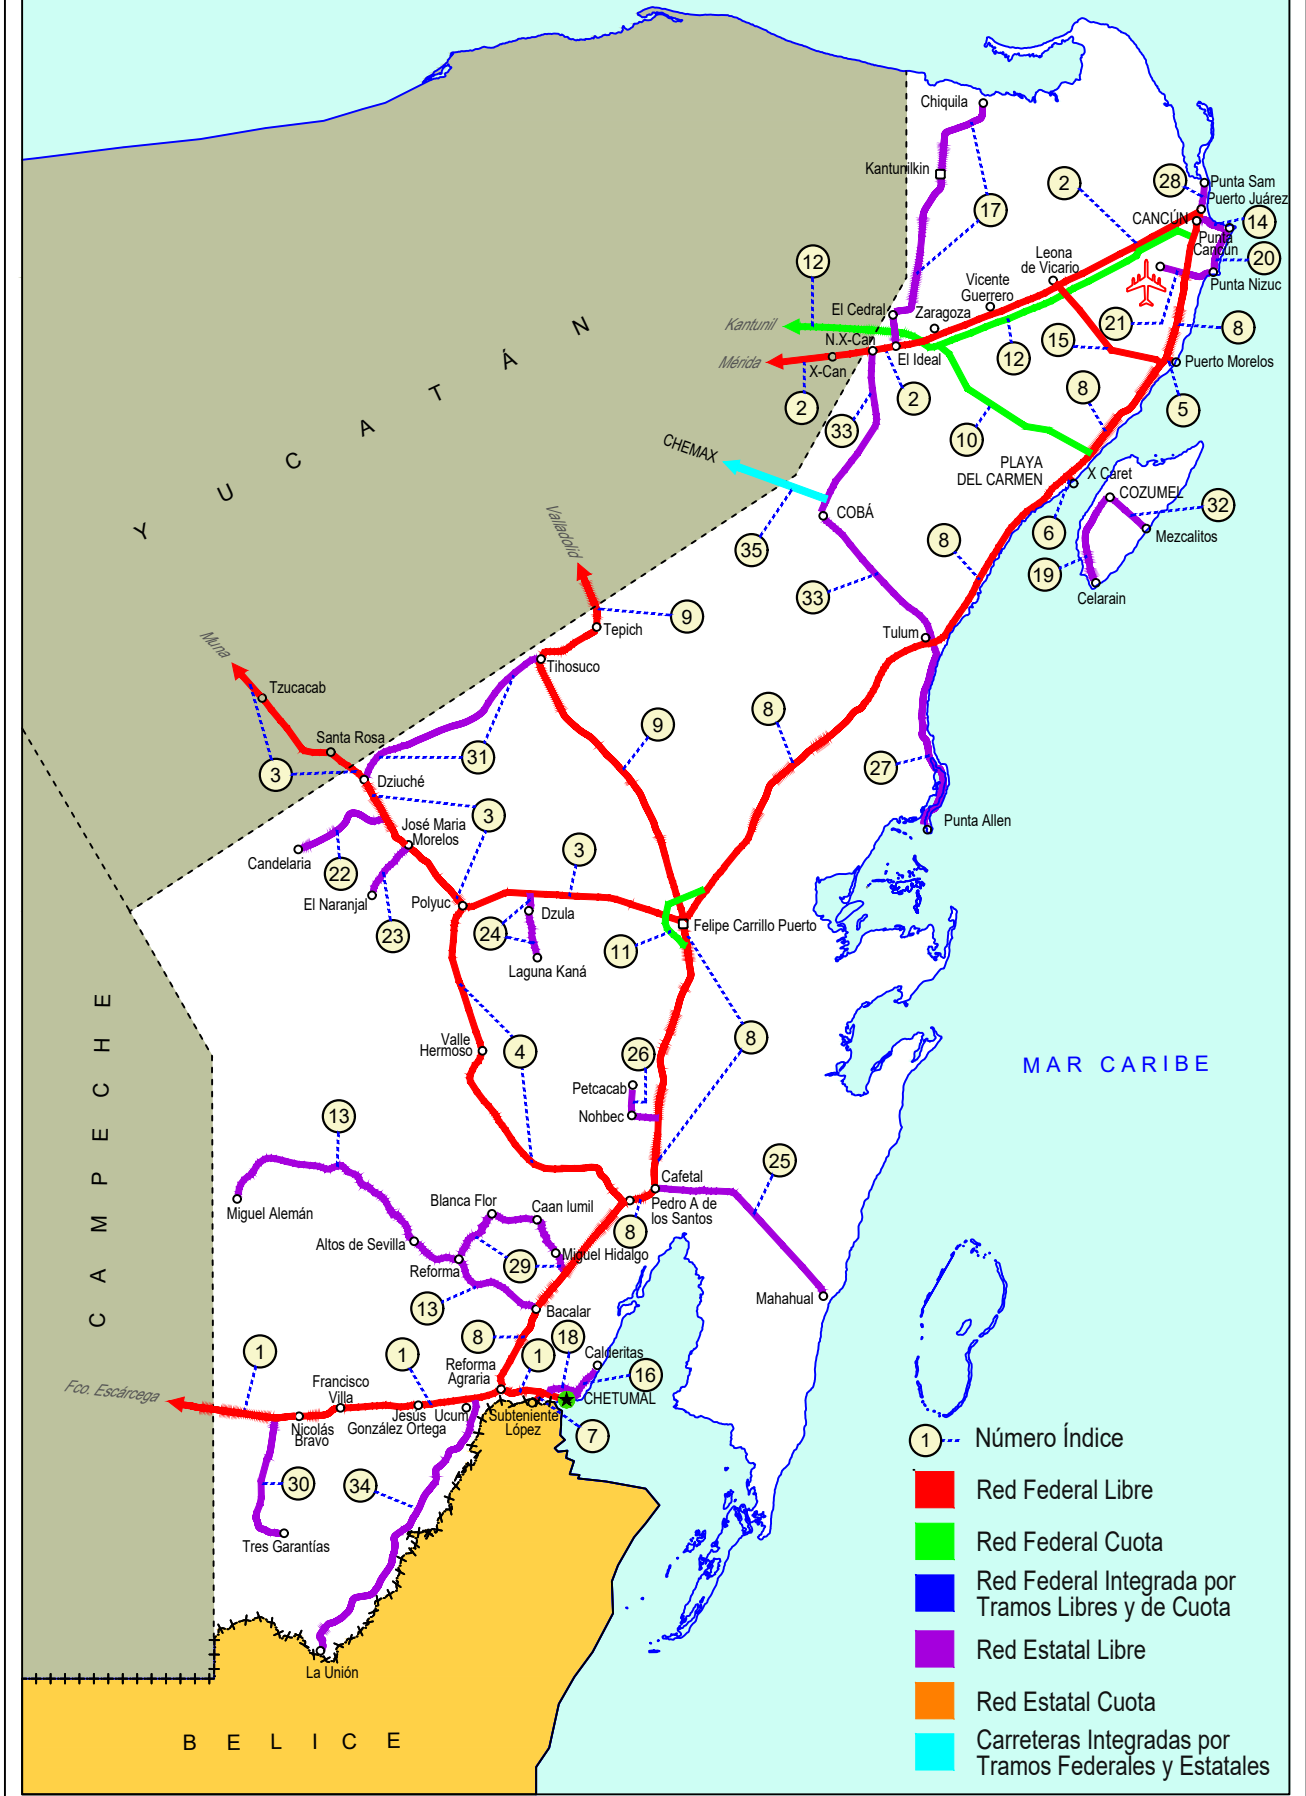 Chiquila
Kantunilkin
17
2
28
Punta Sam
Puerto Juárez
CANCÚN
14
Punta
Cancún
20
Punta Nizuc
Leona
de Vicario
12
Vicente
Guerrero
El Cedral
Zaragoza
Kantunil
N.X-Can
El Ideal
21
8
15
12
Mérida
X-Can
Puerto Morelos
2
2
33
10
8
5
Y U C A T Á N
CHEMAX
PLAYA
DEL CARMEN
X Caret
COZUMEL
32
Mezcalitos
COBÁ
6
8
35
Valladolid
19
Celarain
33
9
Tepich
Tulum
Muna
Tihosuco
Tzucacab
8
9
Santa Rosa
31
3
Dziuché
27
3
José Maria
Morelos
Punta Allen
Candelaria
22
3
El Naranjal
Polyuc
Dzula
Felipe Carrillo Puerto
23
24
11
Laguna Kaná
C A M P E C H E
Valle
Hermoso
4
26
8
MAR CARIBE
Petcacab
Nohbec
13
25
Cafetal
Miguel Alemán
Blanca Flor
Caan lumil
Pedro A de
los Santos
8
Altos de Sevilla
Reforma
29
Miguel Hidalgo
13
Bacalar
Mahahual
8
1
1
1
18
Calderitas
Reforma
Agraria
16
Fco. Escárcega
Francisco
Villa
CHETUMAL
Nicolás
Bravo
González Ortega
Jesús
Ucum
Subteniente
López
7
30
34
Tres Garantías
La Unión
B E L I C E
1
Número Índice
Red Federal Libre
Red Federal Cuota
Red Federal Integrada por
Tramos Libres y de Cuota
Red Estatal Libre
Red Estatal Cuota
Carreteras Integradas por
Tramos Federales y Estatales